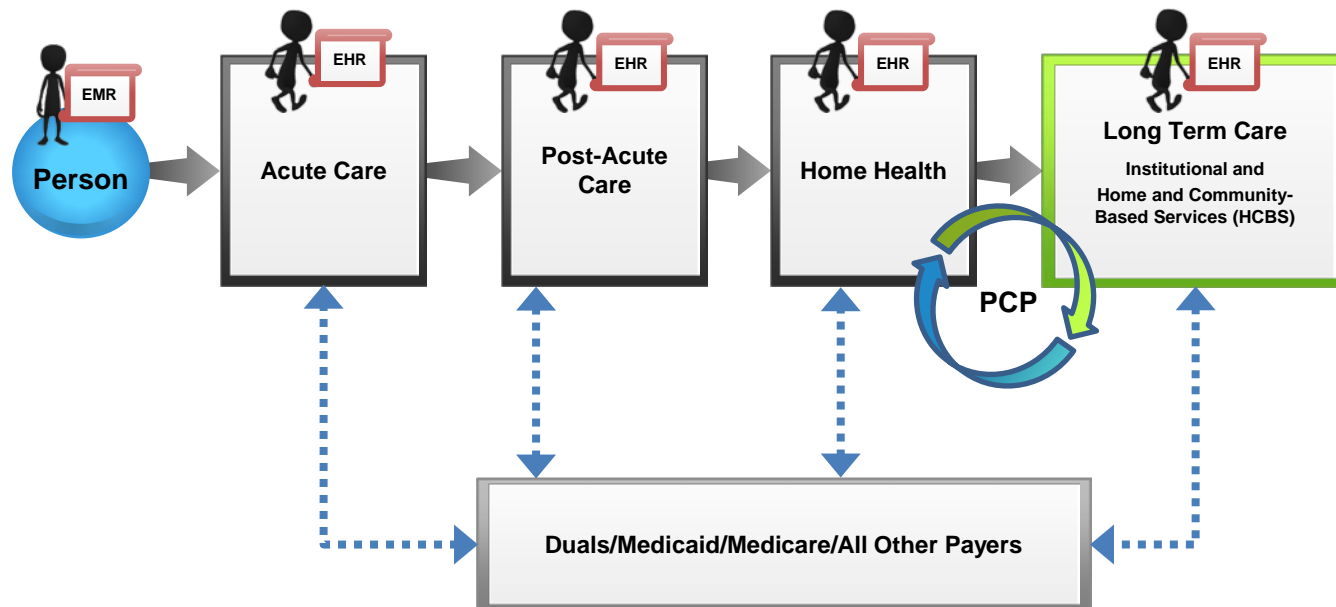 EMR
Person
EHR
Acute Care
EHR
Post-Acute
Care
EHR
Home Health
EHR
Long Term Care
Institutional and
Home and Community-
Based Services (HCBS)
PCP
Duals/Medicaid/Medicare/All Other Payers